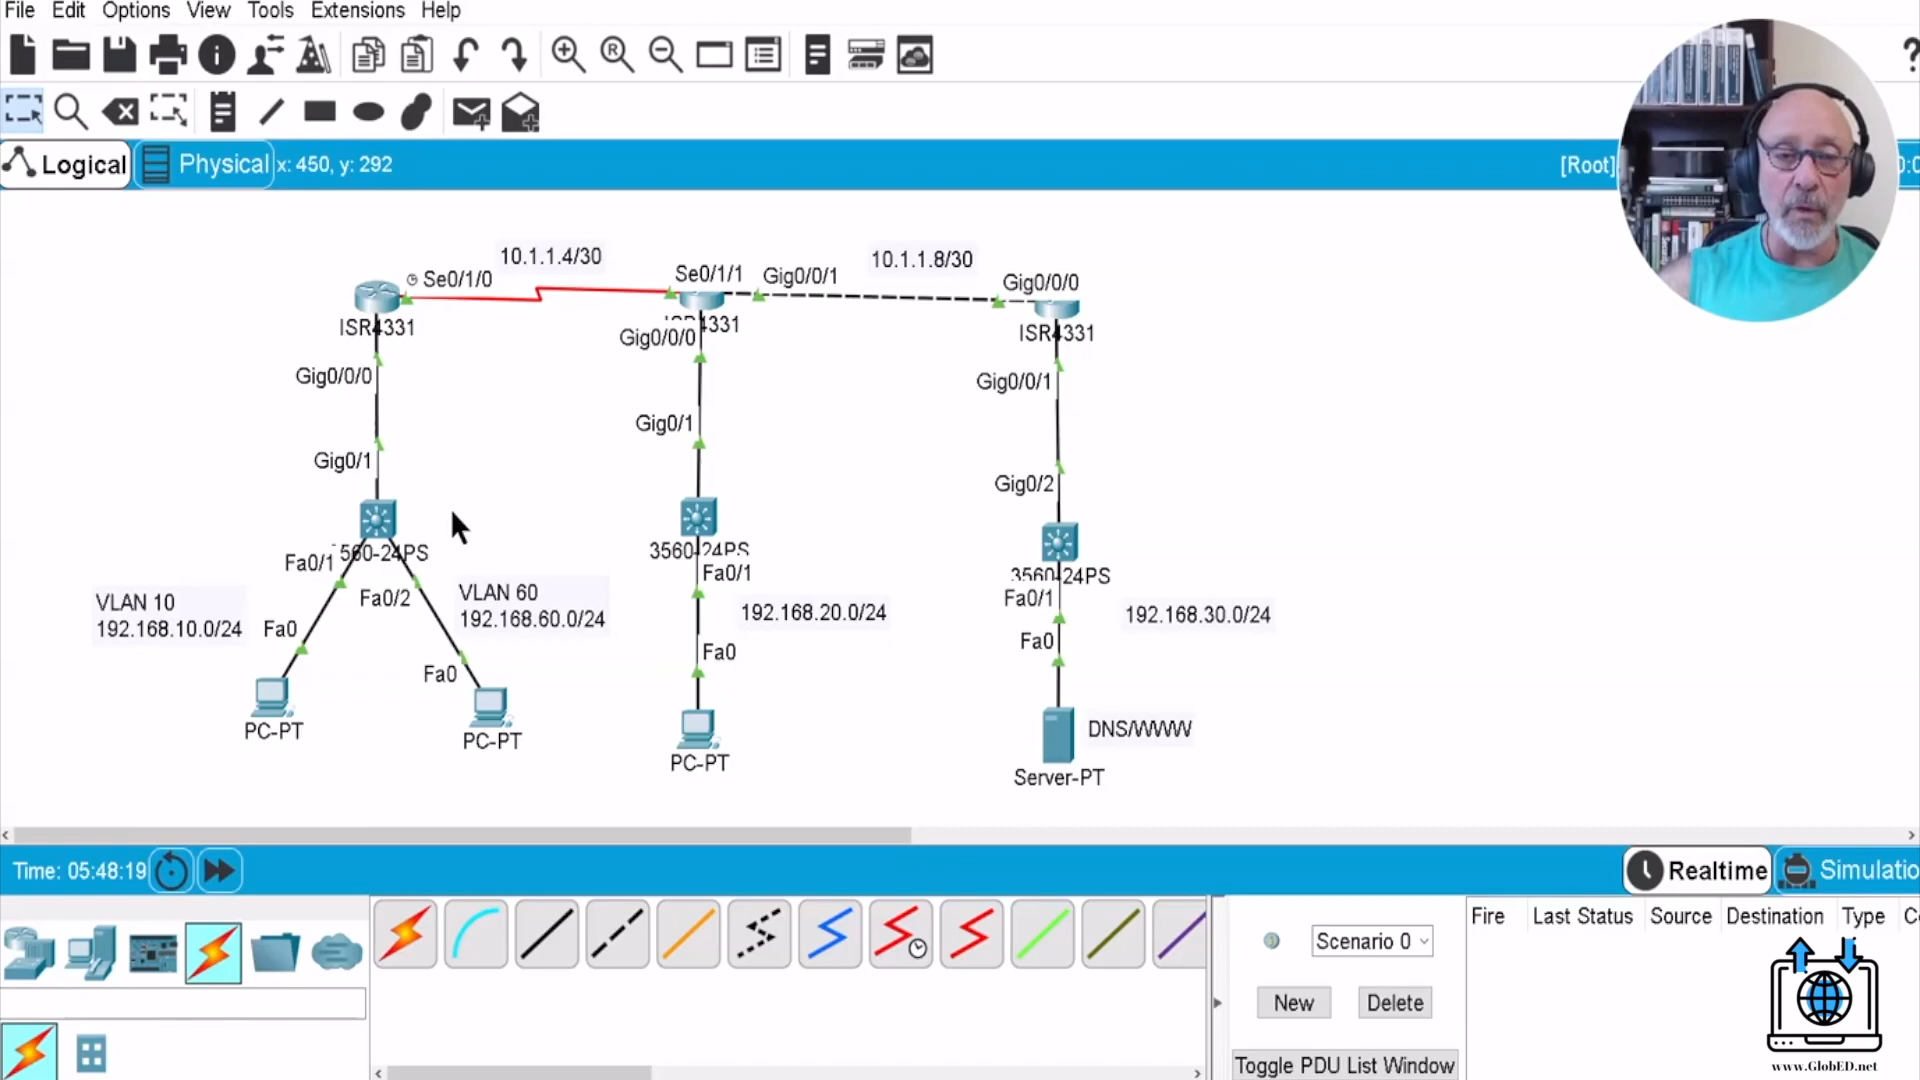 File Edit Options View Tools Extensions Help
Logical Physical x: 450, y: 292 [Root]
10.1.1.4/30
10.1.1.8/30
Se0/1/0
Se0/1/1
Gig0/0/1
Gig0/0/0
ISR4331
4331
ISR4331
Gig0/0/0
Gig0/0/0
Gig0/0/1
Gig0/1
Gig0/1
Gig0/2
560-24PS
3560-24PS
3560-24PS
Fa0/1
Fa0/2
Fa0/1
Fa0/1
VLAN 10
192.168.10.0/24
VLAN 60
192.168.60.0/24
192.168.20.0/24
192.168.30.0/24
Fa0
Fa0
Fa0
Fa0
PC-PT
PC-PT
PC-PT
DNS/WWW
Server-PT
Time: 05:48:19
Realtime Simulatio
Fire Last Status Source Destination Type
Scenario 0
New Delete
Toggle PDU List Window
www.GlobED.net